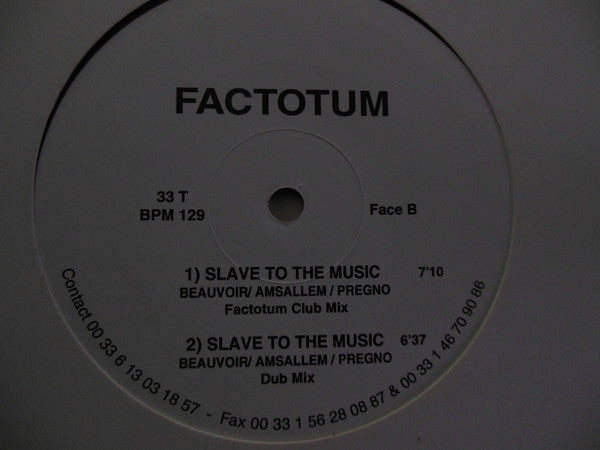 FACTOTUM
33 T
BPM 129
Face B
1) SLAVE TO THE MUSIC 7'10
BEAUVOIR/ AMSALLEM / PREGNO
Factotum Club Mix
2) SLAVE TO THE MUSIC 6'37
BEAUVOIR/ AMSALLEM / PREGNO
Dub Mix
Contact 00 33 6 13 03 18 57 - Fax 00 33 1 56 28 08 87 & 00 33 1 46 70 90 86